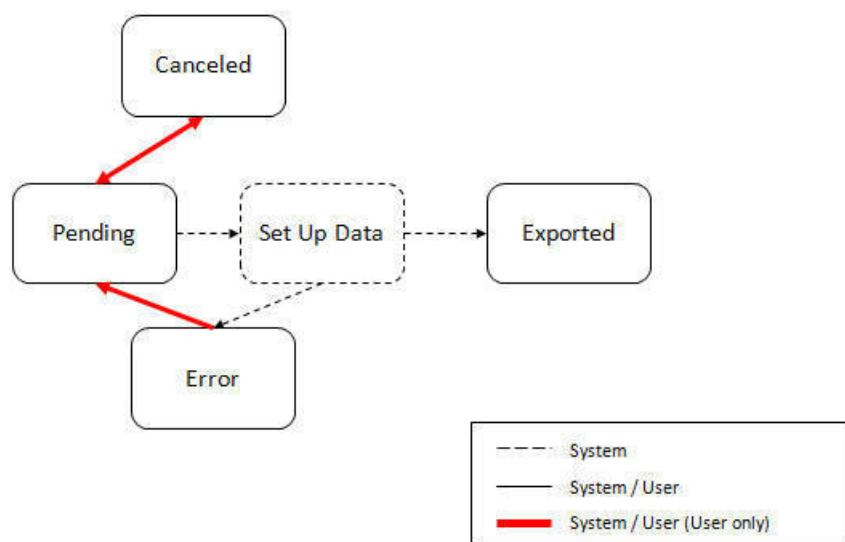 Canceled
Pending
Set Up Data
Exported
Error
System
System / User
System / User (User only)